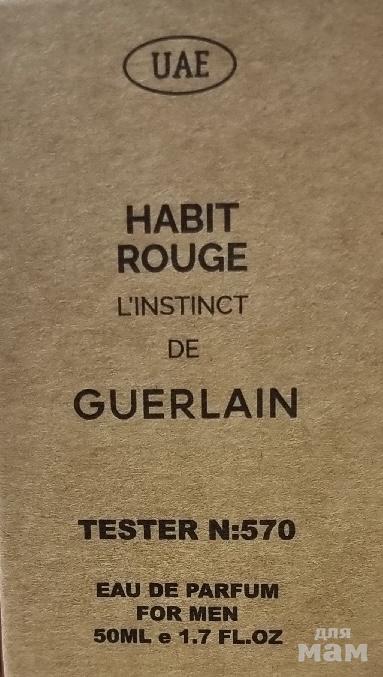 UAE
HABIT
ROUGE
L'INSTINCT
DE
GUERLAIN
TESTER N:570
EAU DE PARFUM
FOR MEN
50ML e 1.7 FL.OZ
для
мам